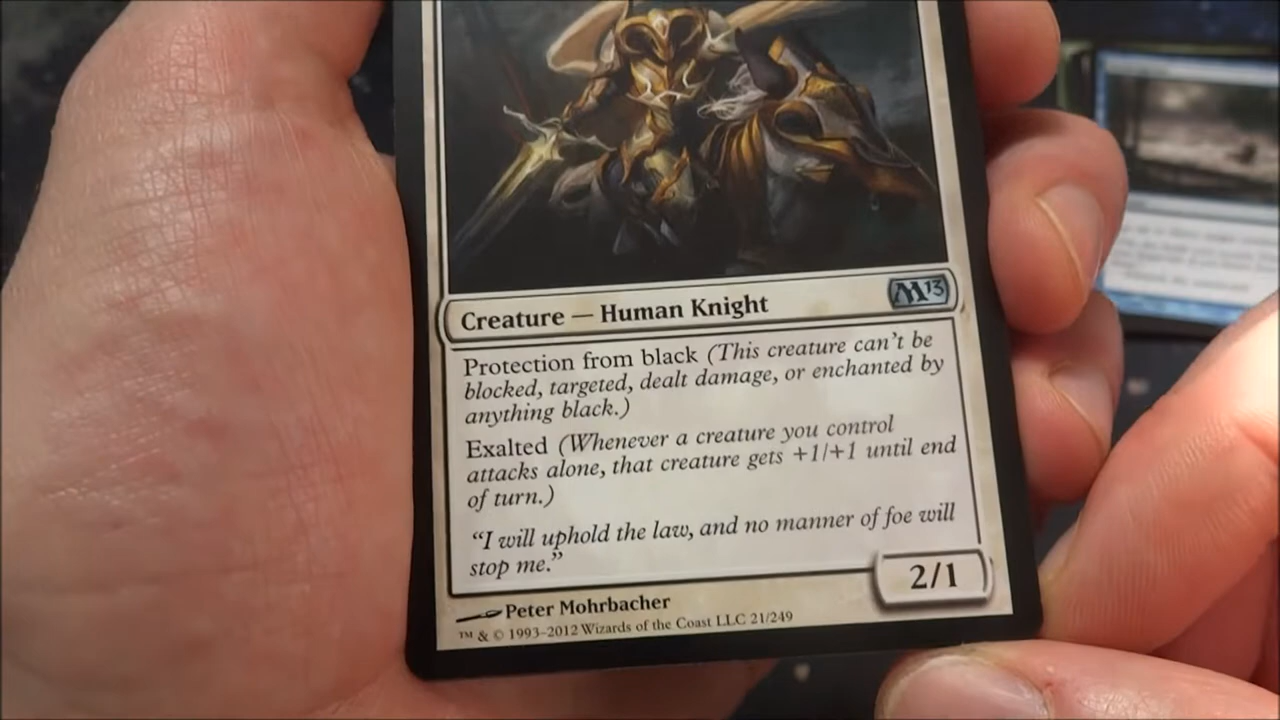 Creature — Human Knight
M13
Protection from black (This creature can't be
blocked, targeted, dealt damage, or enchanted by
anything black.)
Exalted (Whenever a creature you control
attacks alone, that creature gets +1/+1 until end
of turn.)
“I will uphold the law, and no manner of foe will
stop me.”
2/1
Peter Mohrbacher
™ & © 1993–2012 Wizards of the Coast LLC 21/249